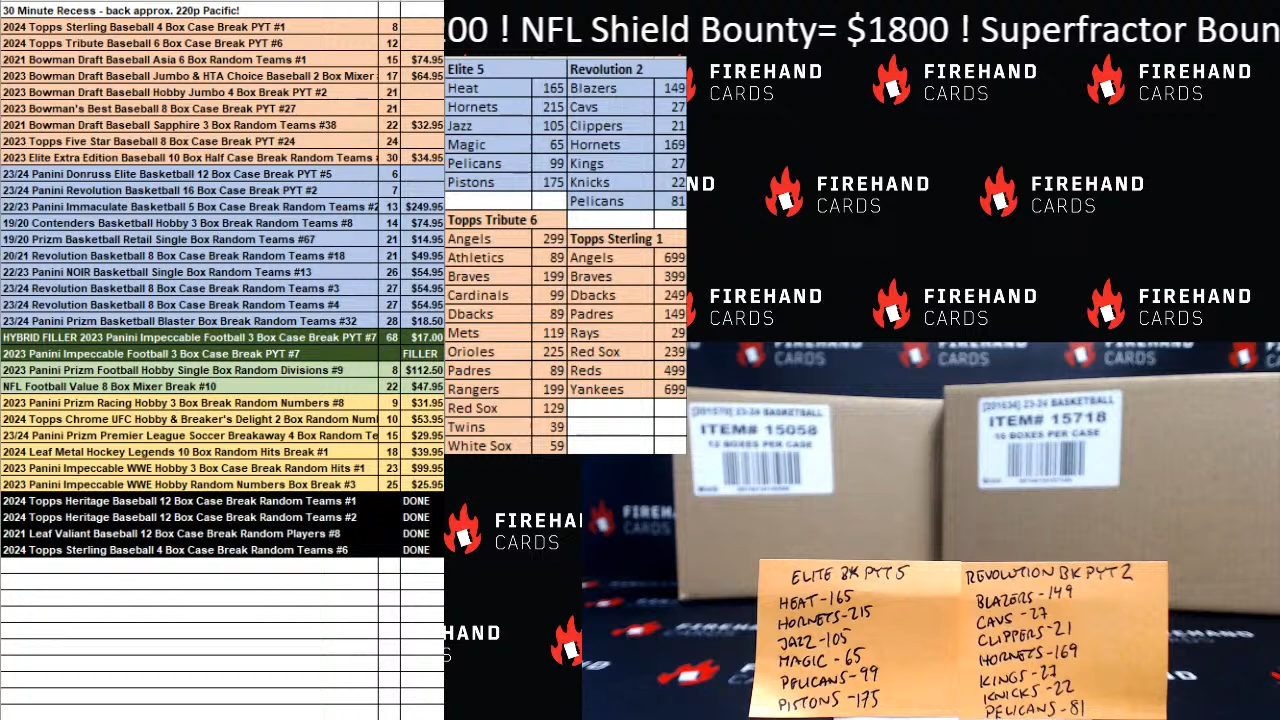 30 Minute Recess - back approx. 220p Pacific!
2024 Topps Sterling Baseball 4 Box Case Break PYT #1 8
2024 Topps Tribute Baseball 6 Box Case Break PYT #6 12
2021 Bowman Draft Baseball Asia 6 Box Random Teams #1 15 $74.95
2023 Bowman Draft Baseball Jumbo & HTA Choice Baseball 2 Box Mixer 17 $64.95
2023 Bowman Draft Baseball Hobby Jumbo 4 Box PYT #2 21
2023 Bowman's Best Baseball 8 Box Case Break PYT #27 21
2021 Bowman Draft Baseball Sapphire 3 Box Random Teams #38 22 $32.95
2023 Topps Five Star Baseball 8 Box Case Break PYT #24 24
2023 Elite Extra Edition Baseball 10 Box Half Case Break Random Teams 30 $34.95
23/24 Panini Donruss Elite Basketball 12 Box Case Break PYT #5 6
23/24 Panini Revolution Basketball 16 Box Case Break PYT #2 7
22/23 Panini Immaculate Basketball 5 Box Case Break Random Teams #2 13 $249.95
19/20 Contenders Basketball Hobby 3 Box Break Random Teams #8 14 $74.95
19/20 Prizm Basketball Retail Single Box Random Teams #67 21 $14.95
20/21 Revolution Basketball 8 Box Case Break Random Teams #18 21 $49.95
22/23 Panini NOIR Basketball Single Box Random Teams #13 26 $54.95
23/24 Revolution Basketball 8 Box Case Break Random Teams #3 27 $54.95
23/24 Revolution Basketball 8 Box Case Break Random Teams #4 27 $54.95
23/24 Panini Prizm Basketball Blaster Box Break Random Teams #32 28 $18.50
HYBRID FILLER 2023 Panini Impeccable Football 3 Box Case Break PYT #7 68 $17.00
2023 Panini Impeccable Football 3 Box Case Break PYT #7 FILLER
2023 Panini Prizm Football Hobby Single Box Random Divisions #9 8 $112.50
NFL Football Value 8 Box Mixer Break #10 22 $47.95
2023 Panini Prizm Racing Hobby 3 Box Break Random Numbers #8 9 $31.95
2024 Topps Chrome UFC Hobby & Breaker's Delight 2 Box Random Num 10 $53.95
23/24 Panini Prizm Premier League Soccer Breakaway 4 Box Random Te 15 $29.95
2024 Leaf Metal Hockey Legends 10 Box Random Hits Break #1 18 $39.95
2023 Panini Impeccable WWE Hobby 3 Box Case Break Random Hits #1 23 $99.95
2023 Panini Impeccable WWE Hobby Random Numbers Box Break #3 25 $25.95
2024 Topps Heritage Baseball 12 Box Case Break Random Teams #1 DONE
2024 Topps Heritage Baseball 12 Box Case Break Random Teams #2 DONE
2021 Leaf Valiant Baseball 12 Box Case Break Random Players #8 DONE
2024 Topps Sterling Baseball 4 Box Case Break Random Teams #6 DONE
00 ! NFL Shield Bounty= $1800 ! Superfractor Boun
Elite 5 Revolution 2
Heat 165 Blazers 149
Hornets 215 Cavs 27
Jazz 105 Clippers 21
Magic 65 Hornets 169
Pelicans 99 Kings 27
Pistons 175 Knicks 22
Pelicans 81
Topps Tribute 6
Angels 299 Topps Sterling 1
Athletics 89 Angels 699
Braves 199 Braves 399
Cardinals 99 Dbacks 249
Dbacks 89 Padres 149
Mets 119 Rays 29
Orioles 225 Red Sox 239
Padres 89 Reds 499
Rangers 199 Yankees 699
Red Sox 129
Twins 39
White Sox 59
FIREHAND CARDS
FIREHAND CARDS
FIREHAND CARDS
ND
FIREHAND CARDS
FIREHAND CARDS
FIREHAND CARDS
FIREHAND CARDS
FIREHAND CARDS
FIREHA
CARDS
HAND
CARDS
CARDS
CARDS
23-24 BASKETBALL
ITEM# 15058
12 BOXES PER CASE
23-24 BASKETBALL
ITEM# 15718
16 BOXES PER CASE
ELITE BK PYT 5
HEAT-165
HORNETS-215
JAZZ-105
MAGIC-65
PELICANS-99
PISTONS-175
REVOLUTION BK PYT 2
BLAZERS-149
CAVS-27
CLIPPERS-21
HORNETS-169
KINGS-27
KNICKS-22
PELICANS-81